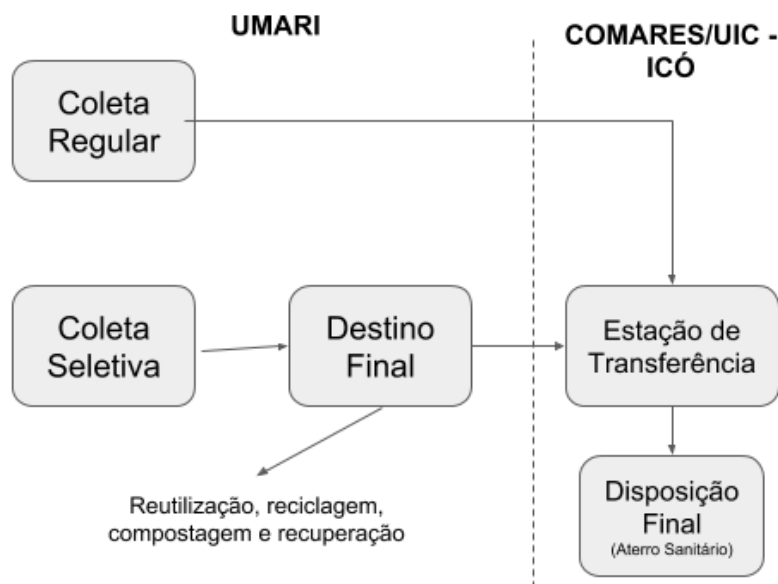 UMARI
COMARES/UIC -
ICÓ
Coleta
Regular
Coleta
Seletiva
Destino
Final
Estação de
Transferência
Reutilização, reciclagem,
compostagem e recuperação
Disposição
Final
(Aterro Sanitário)